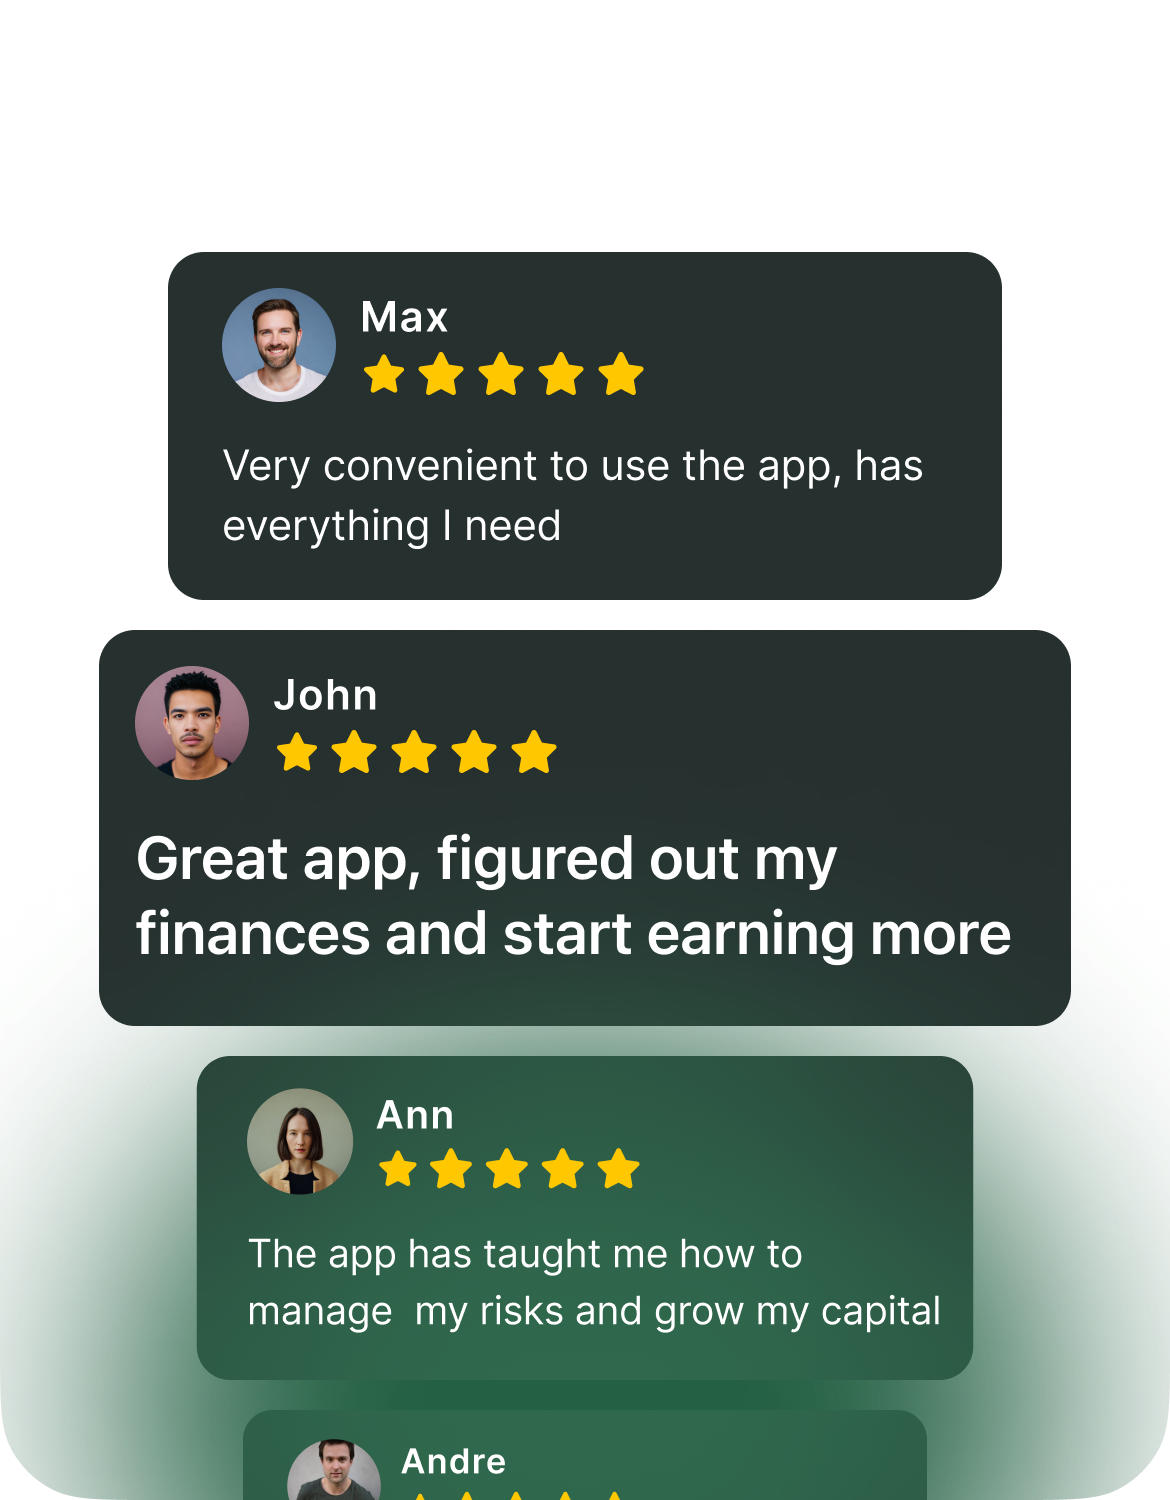 Max
Very convenient to use the app, has
everything I need
John
Great app, figured out my
finances and start earning more
Ann
The app has taught me how to
manage  my risks and grow my capital
Andre